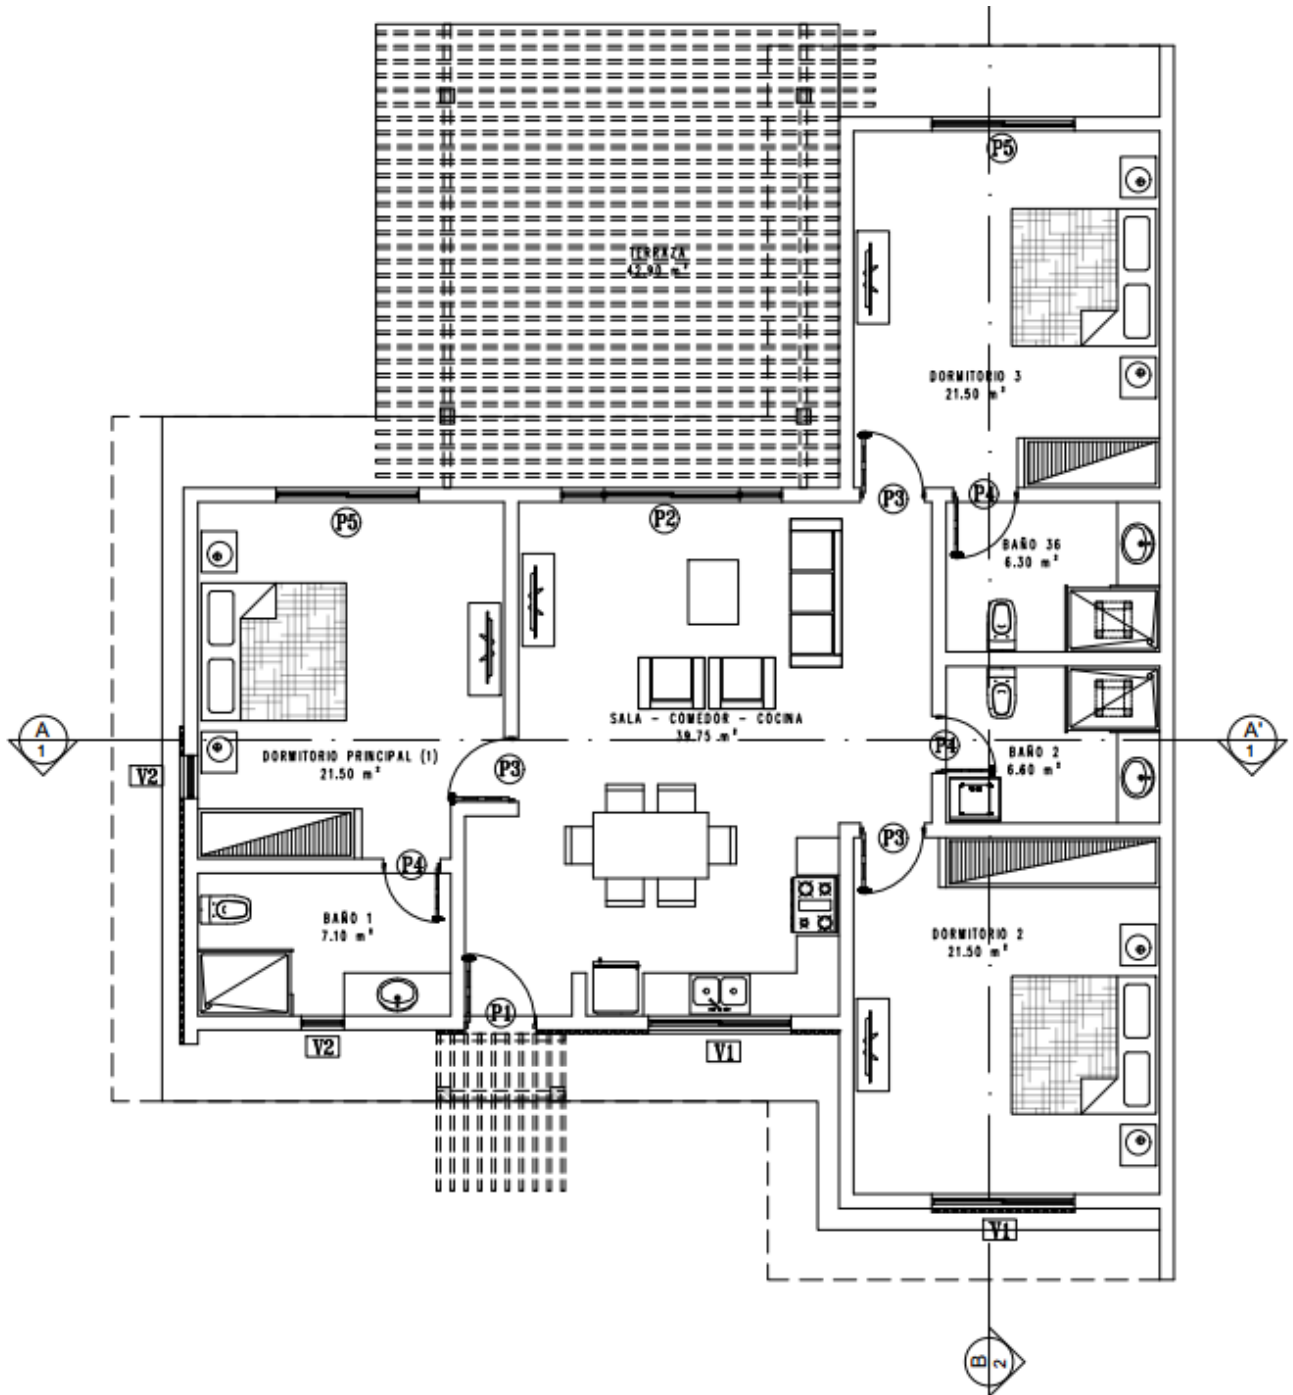 P5
TERRAZA
42.90 m²
DORMITORIO 3
21.50 m²
P3
P4
P5
P2
BAÑO 36
6.30 m²
A
1
SALA - COMEDOR - COCINA
39.75 m²
A'
1
V2
DORMITORIO PRINCIPAL (1)
21.50 m²
P3
P4
BAÑO 2
6.60 m²
P4
P3
BAÑO 1
7.10 m²
DORMITORIO 2
21.50 m²
P1
V2
V1
V1
B
2